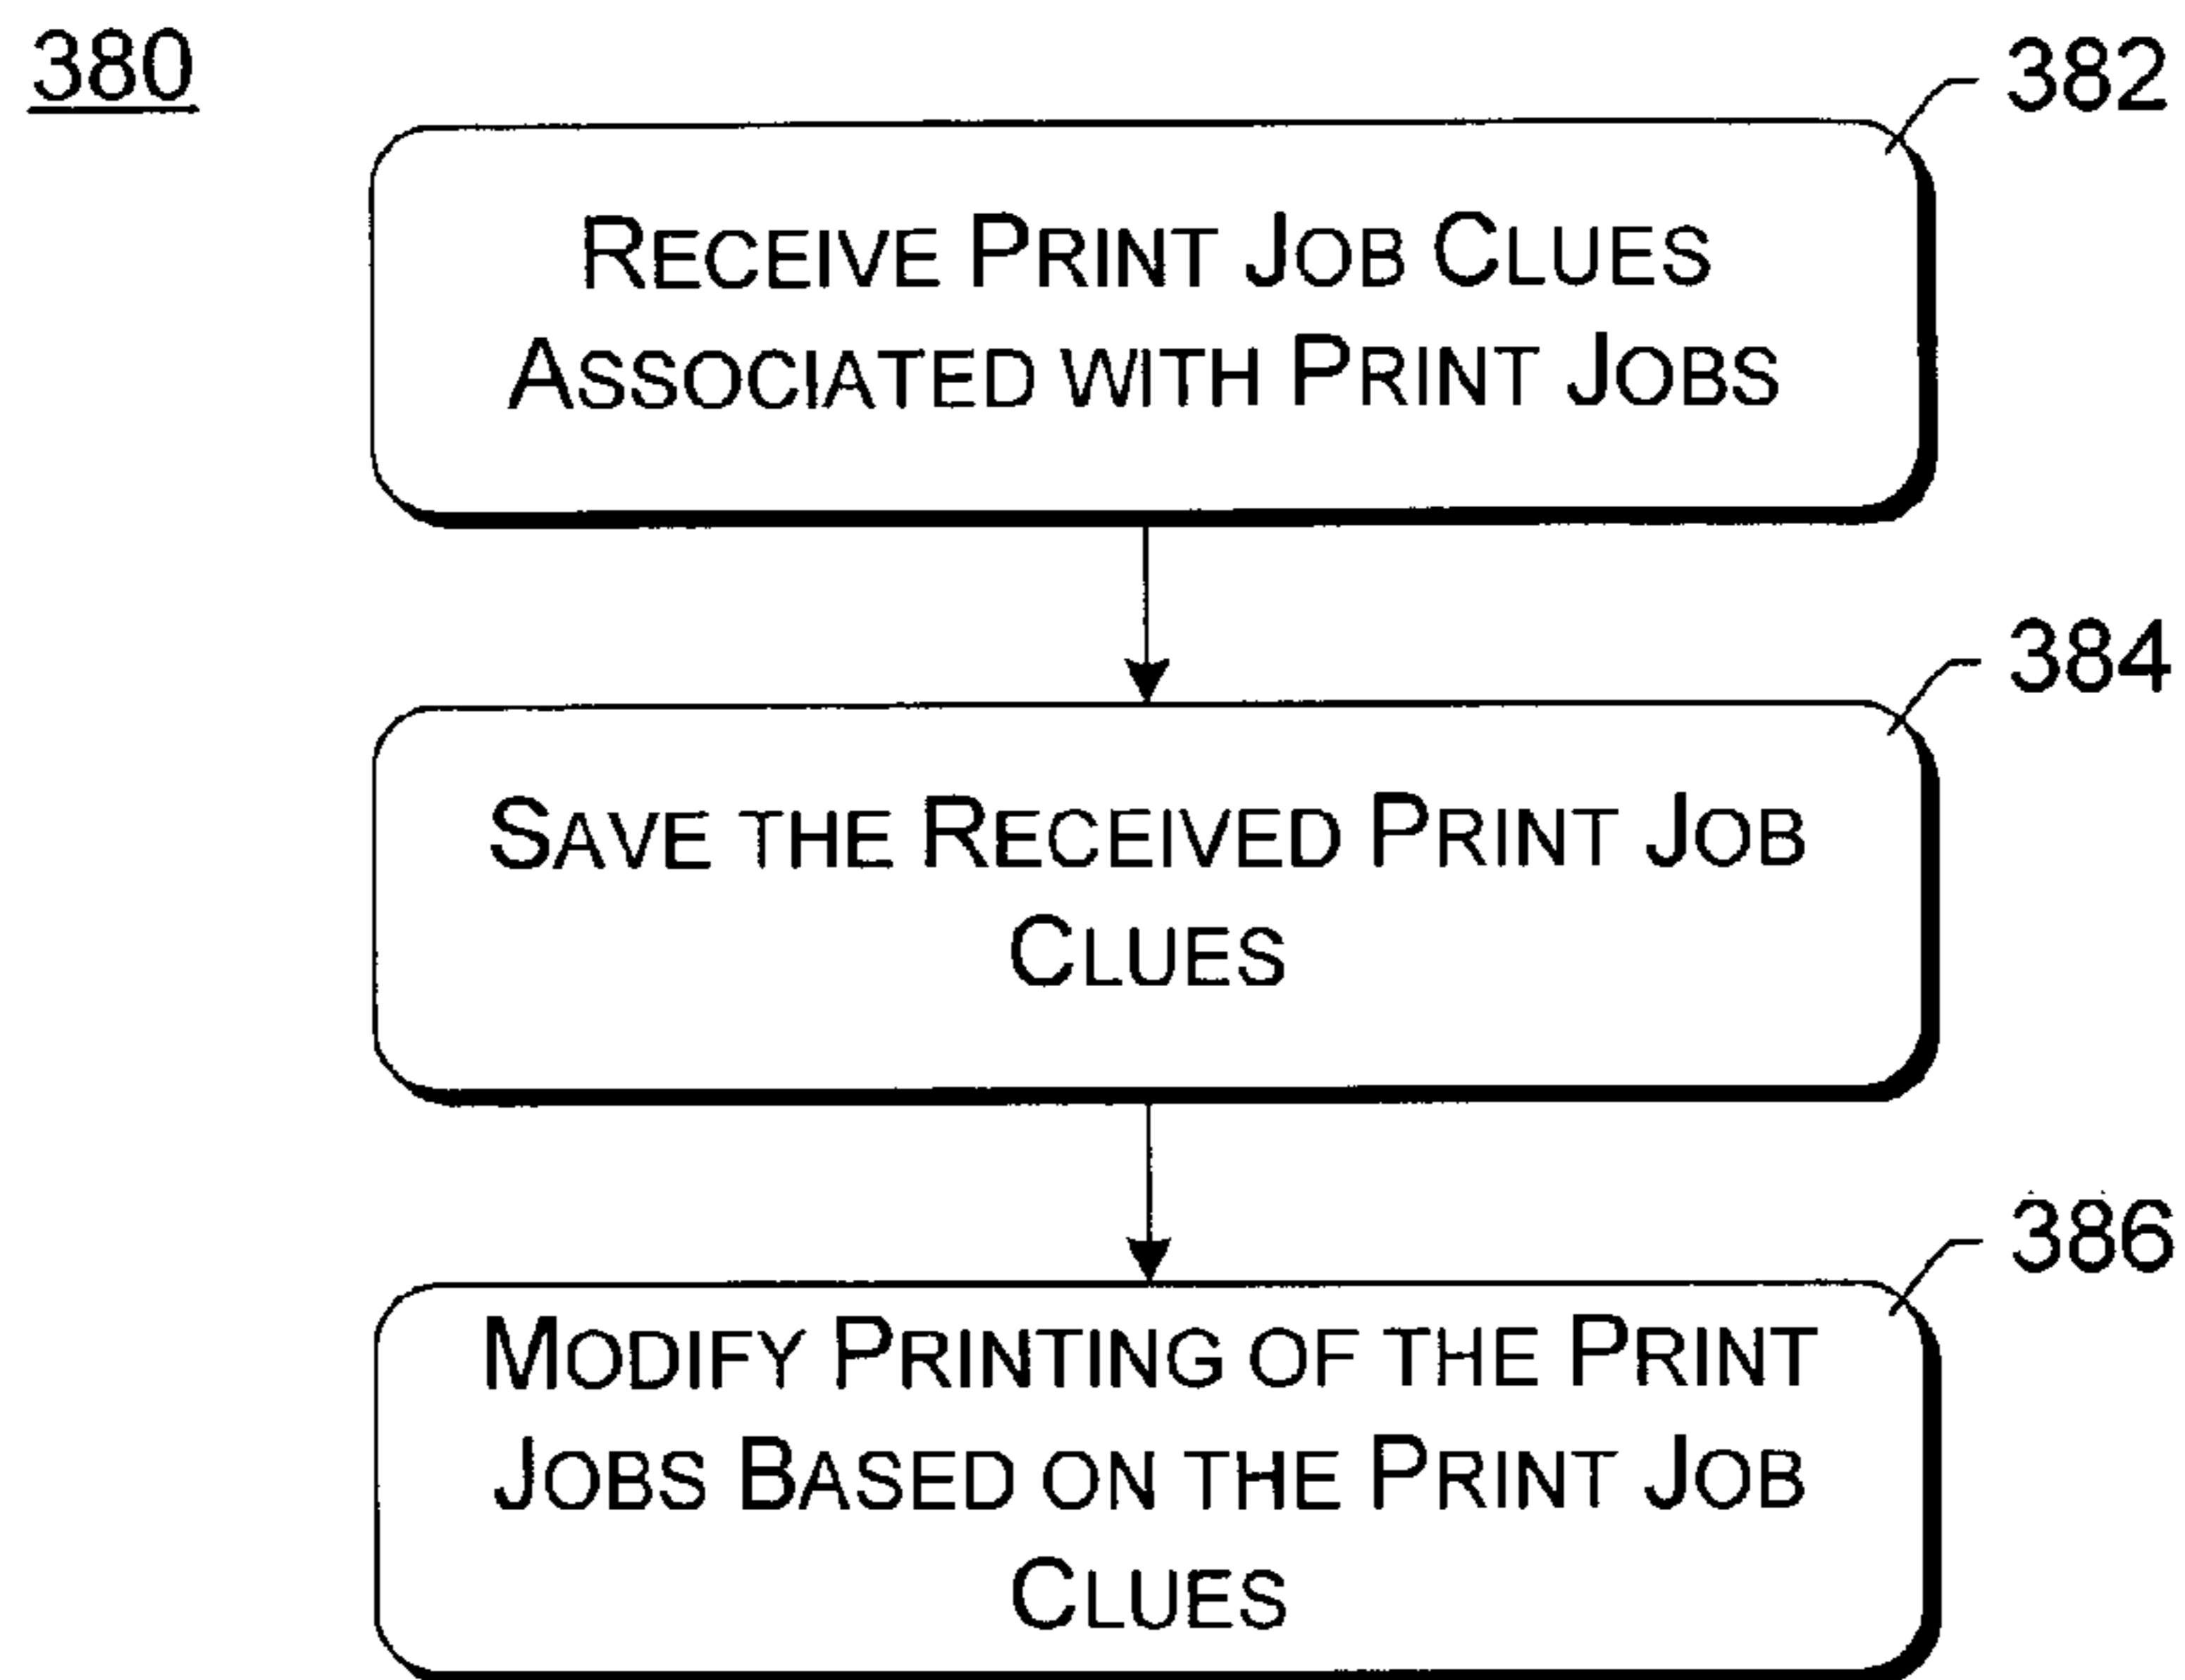 380
382
RECEIVE PRINT JOB CLUES
ASSOCIATED WITH PRINT JOBS
384
SAVE THE RECEIVED PRINT JOB
CLUES
386
MODIFY PRINTING OF THE PRINT
JOBS BASED ON THE PRINT JOB
CLUES